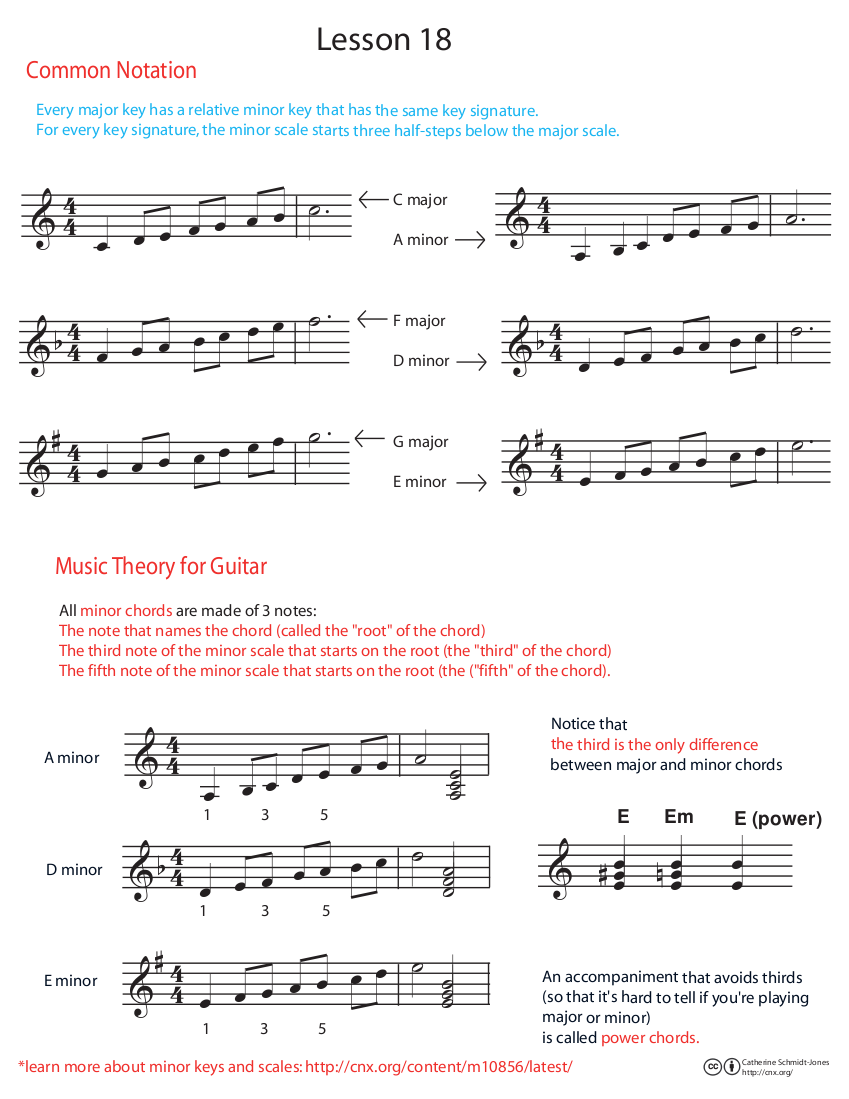 Lesson 18
Common Notation
Every major key has a relative minor key that has the same key signature.
For every key signature, the minor scale starts three half-steps below the major scale.
4
4
C major
A minor
4
4
4
4
F major
D minor
4
4
4
4
G major
E minor
4
4
Music Theory for Guitar
All minor chords are made of 3 notes:
The note that names the chord (called the "root" of the chord)
The third note of the minor scale that starts on the root (the "third" of the chord)
The fifth note of the minor scale that starts on the root (the ("fifth" of the chord).
A minor
4
4
1 3 5
Notice that
the third is the only difference
between major and minor chords
D minor
4
4
1 3 5
E Em E (power)
E minor
4
4
1 3 5
An accompaniment that avoids thirds
(so that it's hard to tell if you're playing
major or minor)
is called power chords.
*learn more about minor keys and scales: http://cnx.org/content/m10856/latest/
cc
Catherine Schmidt-Jones
http://cnx.org/